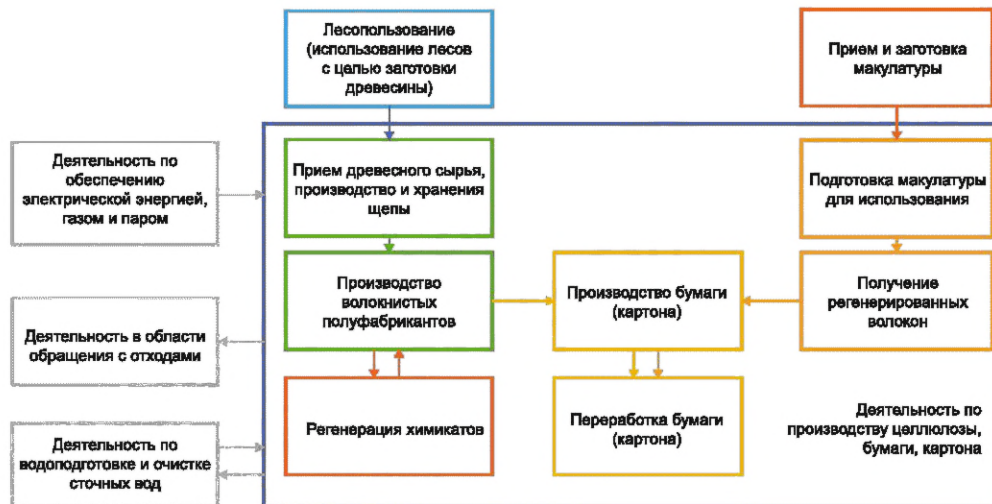 Лесопользование
(использование лесов
с целью заготовки
древесины)
Прием и заготовка
макулатуры
Деятельность по
обеспечению
электрической энергией,
газом и паром
Прием древесного сырья,
производство и хранения
щепы
Подготовка макулатуры
для использования
Производство
волокнистых
полуфабрикантов
Производство бумаги
(картона)
Получение
регенерированных
волокон
Деятельность в области
обращения с отходами
Регенерация химикатов
Переработка бумаги
(картона)
Деятельность по
производству целлюлозы,
бумаги, картона
Деятельность по
водоподготовке и очистке
сточных вод